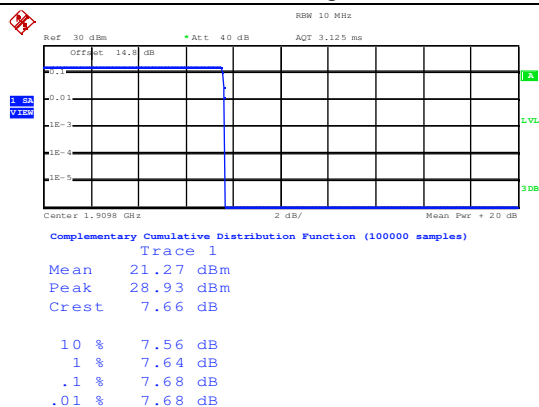 RBW 10 MHz
Ref 30 dBm *Att 40 dB AQT 3.125 ms
Offset 14.8 dB
0.1
A
0.01
1 SA
VIEW
1E-3
LVL
1E-4
1E-5
3DB
Center 1.9098 GHz 2 dB/ Mean Pwr + 20 dB
Complementary Cumulative Distribution Function (100000 samples)
Trace 1
Mean 21.27 dBm
Peak 28.93 dBm
Crest 7.66 dB
10 % 7.56 dB
1 % 7.64 dB
.1 % 7.68 dB
.01 % 7.68 dB